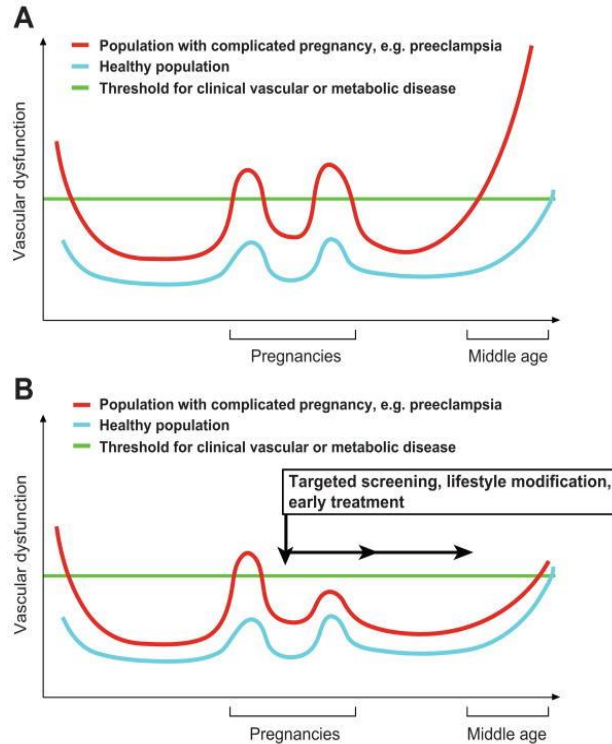 A
Population with complicated pregnancy, e.g. preeclampsia
Healthy population
Threshold for clinical vascular or metabolic disease
Vascular dysfunction
Pregnancies
Middle age
B
Population with complicated pregnancy, e.g. preeclampsia
Healthy population
Threshold for clinical vascular or metabolic disease
Targeted screening, lifestyle modification,
early treatment
Vascular dysfunction
Pregnancies
Middle age